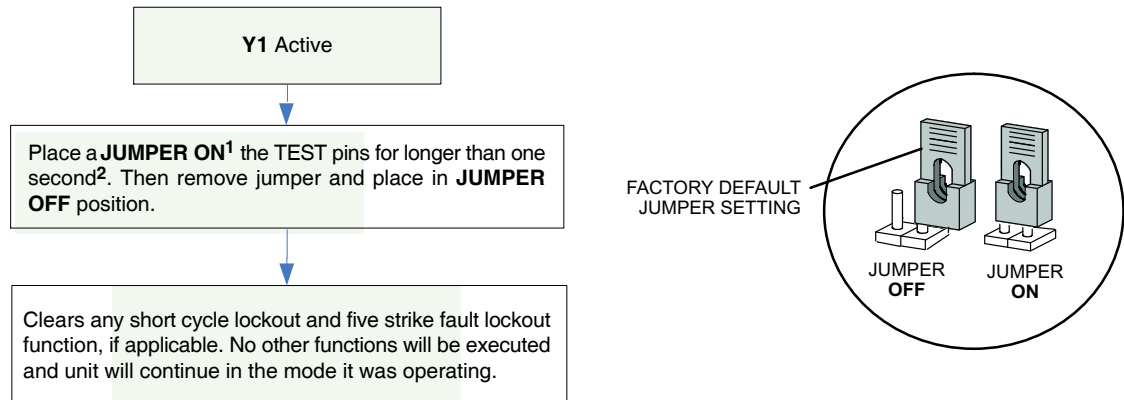 Y1 Active
Place a JUMPER ON¹ the TEST pins for longer than one
second². Then remove jumper and place in JUMPER
OFF position.
Clears any short cycle lockout and five strike fault lockout
function, if applicable. No other functions will be executed
and unit will continue in the mode it was operating.
FACTORY DEFAULT
JUMPER SETTING
JUMPER
OFF
JUMPER
ON